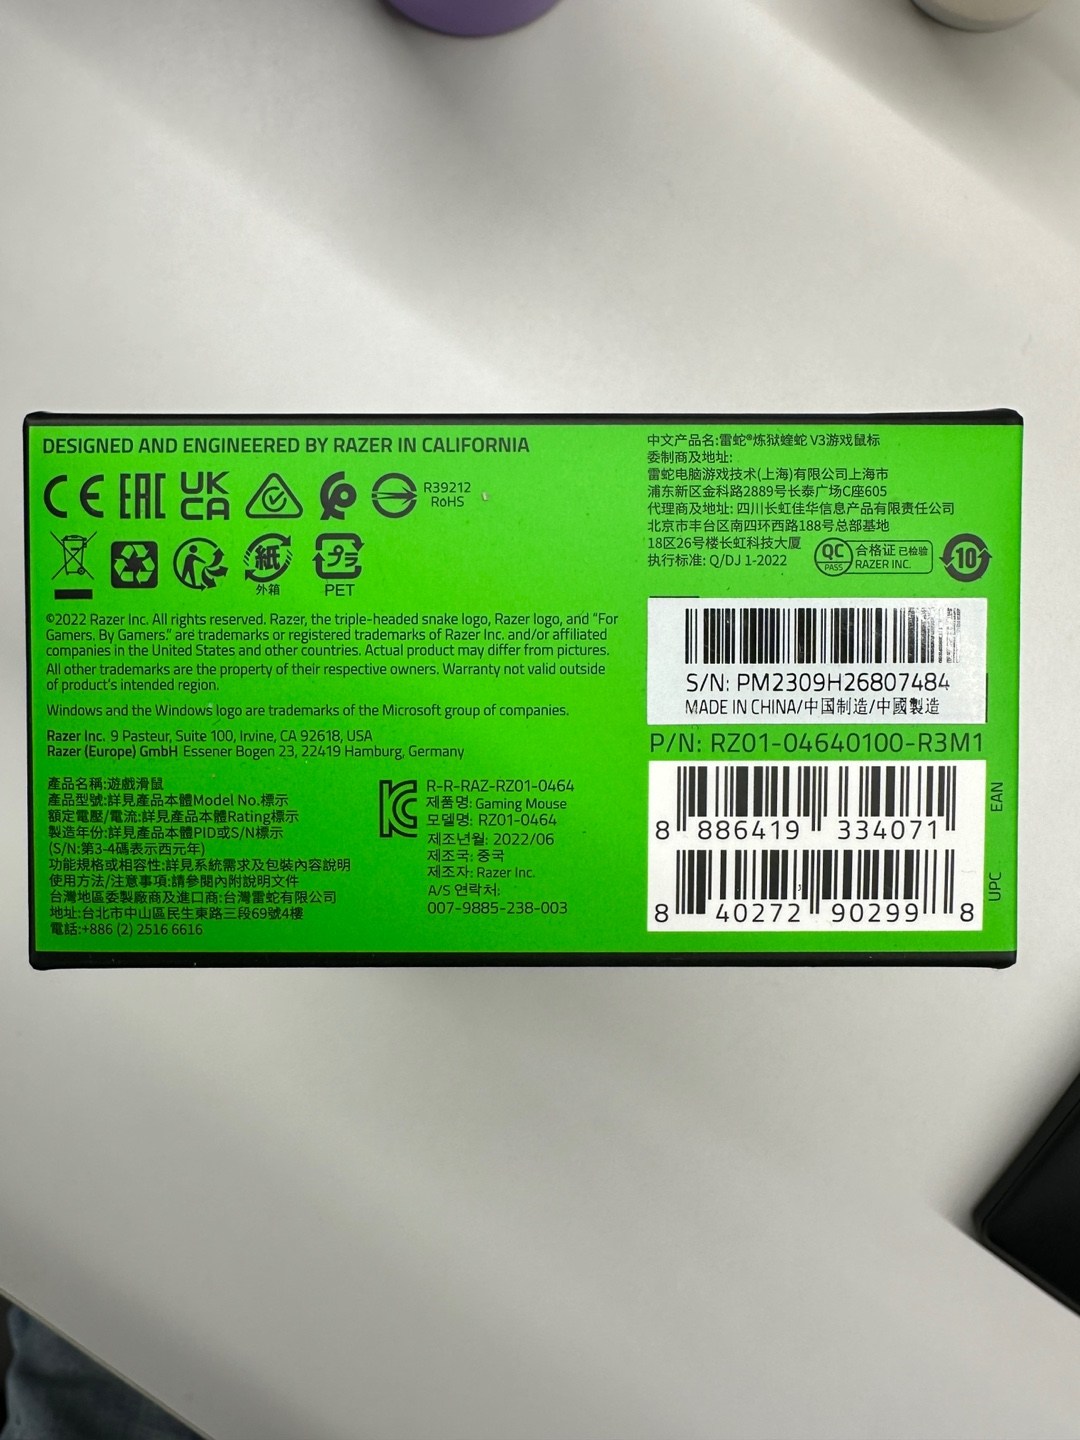 DESIGNED AND ENGINEERED BY RAZER IN CALIFORNIA
CE EAC UKCA
R39212
RoHS
紙
外箱
プラ
PET
©2022 Razer Inc. All rights reserved. Razer, the triple-headed snake logo, Razer logo, and “For
Gamers. By Gamers.” are trademarks or registered trademarks of Razer Inc. and/or affiliated
companies in the United States and other countries. Actual product may differ from pictures.
All other trademarks are the property of their respective owners. Warranty not valid outside
of product’s intended region.
Windows and the Windows logo are trademarks of the Microsoft group of companies.
Razer Inc. 9 Pasteur, Suite 100, Irvine, CA 92618, USA
Razer (Europe) GmbH Essener Bogen 23, 22419 Hamburg, Germany
產品名稱:遊戲滑鼠
產品型號:詳見產品本體Model No.標示
額定電壓/電流:詳見產品本體Rating標示
製造年份:詳見產品本體PID或S/N標示
(S/N:第3-4碼表示西元年)
功能規格或相容性:詳見系統需求及包裝內容說明
使用方法/注意事項:請參閱內附說明文件
台灣地區委製廠商及進口商:台灣雷蛇有限公司
地址:台北市中山區民生東路三段69號4樓
電話:+886 (2) 2516 6616
R-R-RAZ-RZ01-0464
제품명: Gaming Mouse
모델명: RZ01-0464
제조년월: 2022/06
제조국: 중국
제조자: Razer Inc.
A/S 연락처:
007-9885-238-003
中文产品名:雷蛇®炼狱蝰蛇 V3游戏鼠标
委制商及地址:
雷蛇电脑游戏技术(上海)有限公司上海市
浦东新区金科路2889号长泰广场C座605
代理商及地址: 四川长虹佳华信息产品有限责任公司
北京市丰台区南四环西路188号总部基地
18区26号楼长虹科技大厦
执行标准: Q/DJ 1-2022
QC
PASS
合格证 已检验
RAZER INC.
10
S/N: PM2309H26807484
MADE IN CHINA/中国制造/中國製造
P/N: RZ01-04640100-R3M1
8 886419 334071
EAN
8 40272 90299 8
UPC